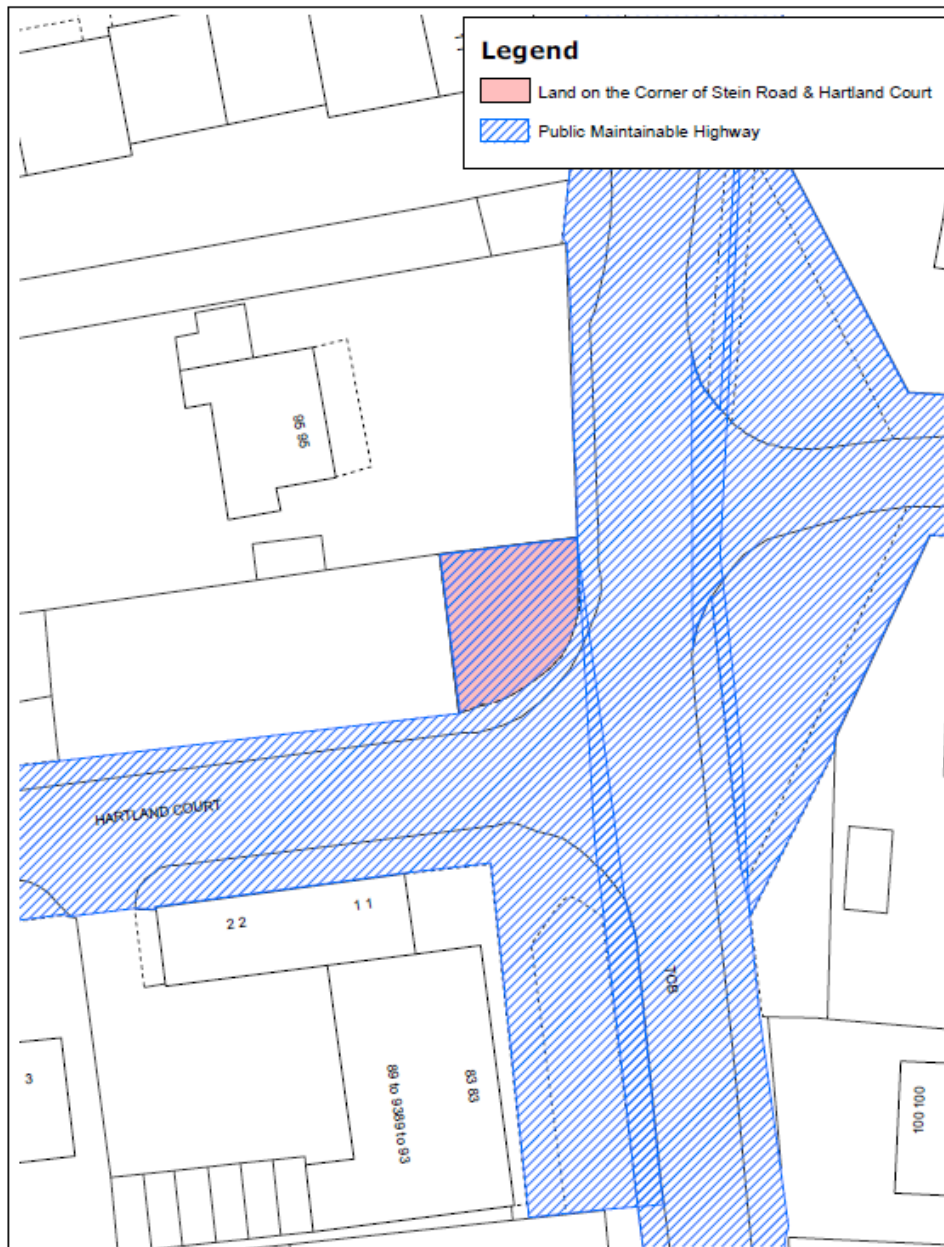 Legend
Land on the Corner of Stein Road & Hartland Court
Public Maintainable Highway
95 95
HARTLAND COURT
2 2
1 1
TCB
3
89 to 9389 to 93
83 83
100 100